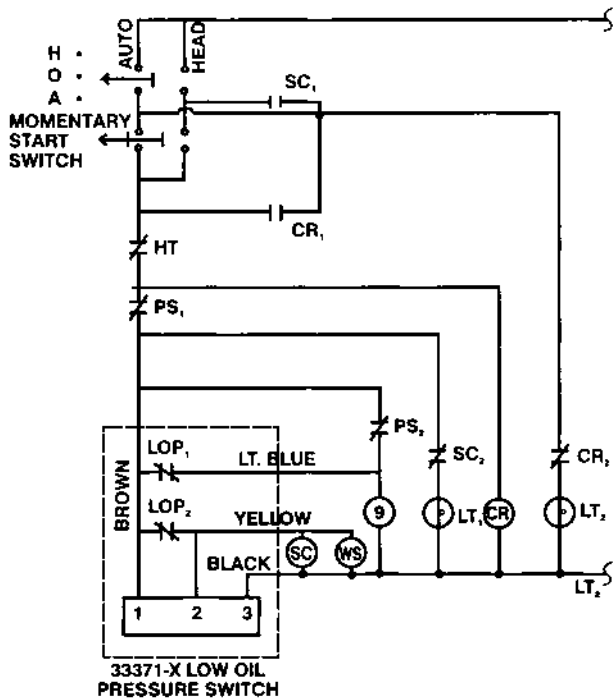 AUTO
HEAD
H •
O •
A •
MOMENTARY
START
SWITCH
SC₁
CR₁
HT
PS₁
PS₂
LOP₁
LT. BLUE
SC₂
CR₂
BROWN
LOP₂
YELLOW
9
LT₁
CR
LT₂
SC
WS
BLACK
LT₂
1 2 3
33371-X LOW OIL
PRESSURE SWITCH